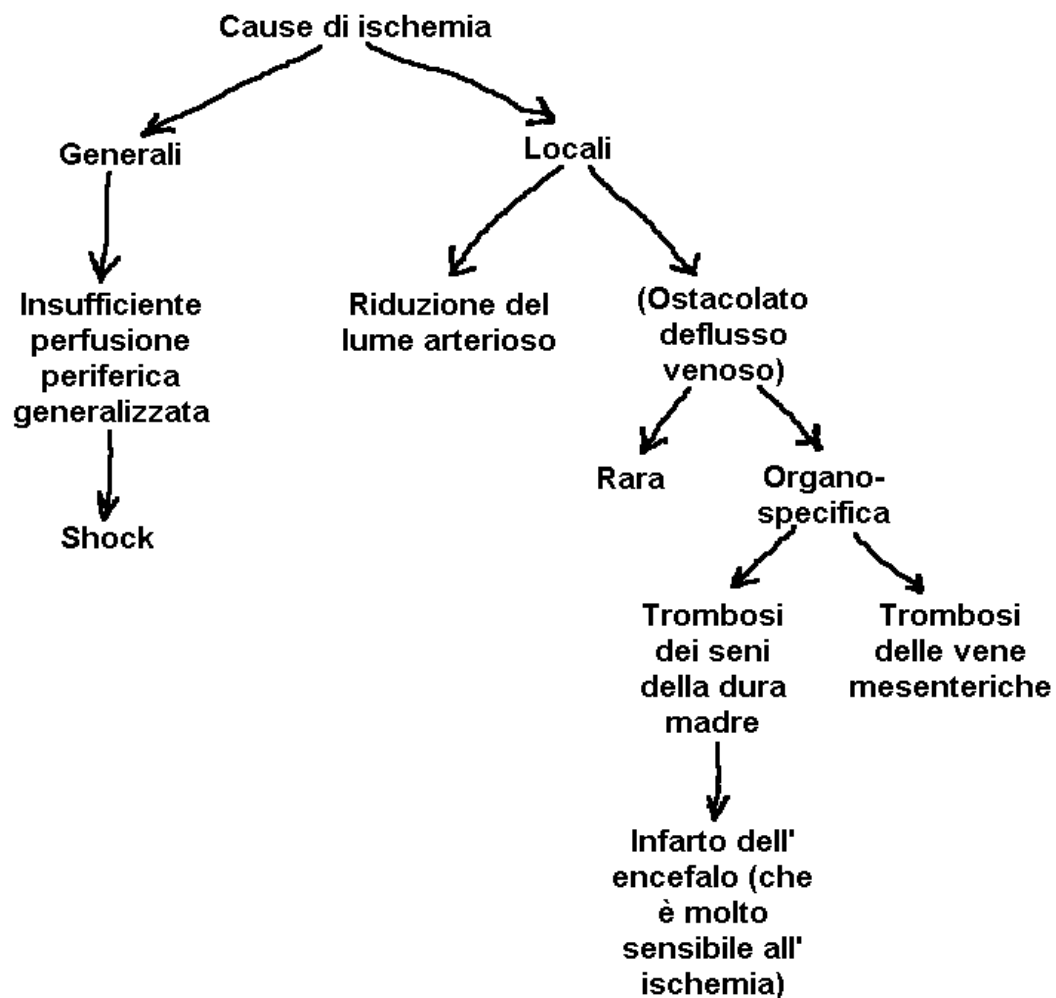 Cause di ischemia
Generali
Locali
Insufficiente
perfusione
periferica
generalizzata
Riduzione del
lume arterioso
(Ostacolato
deflusso
venoso)
Shock
Rara
Organo-
specifica
Trombosi
dei seni
della dura
madre
Trombosi
delle vene
mesenteriche
Infarto dell'
encefalo (che
è molto
sensibile all'
ischemia)